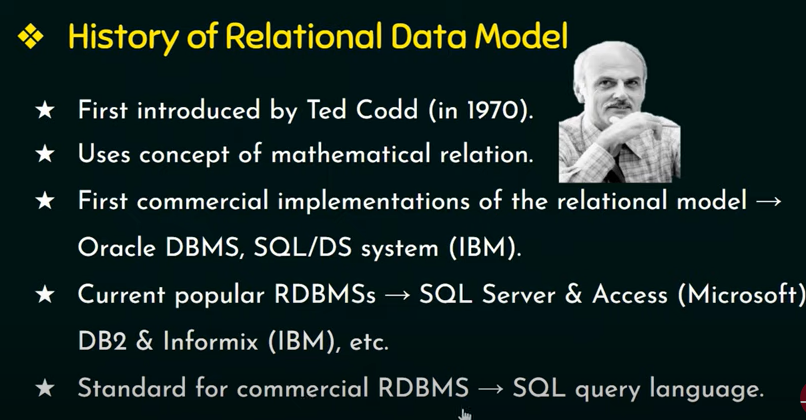 History of Relational Data Model
★ First introduced by Ted Codd (in 1970).
★ Uses concept of mathematical relation.
★ First commercial implementations of the relational model →
Oracle DBMS, SQL/DS system (IBM).
★ Current popular RDBMSs → SQL Server & Access (Microsoft)
DB2 & Informix (IBM), etc.
★ Standard for commercial RDBMS → SQL query language.